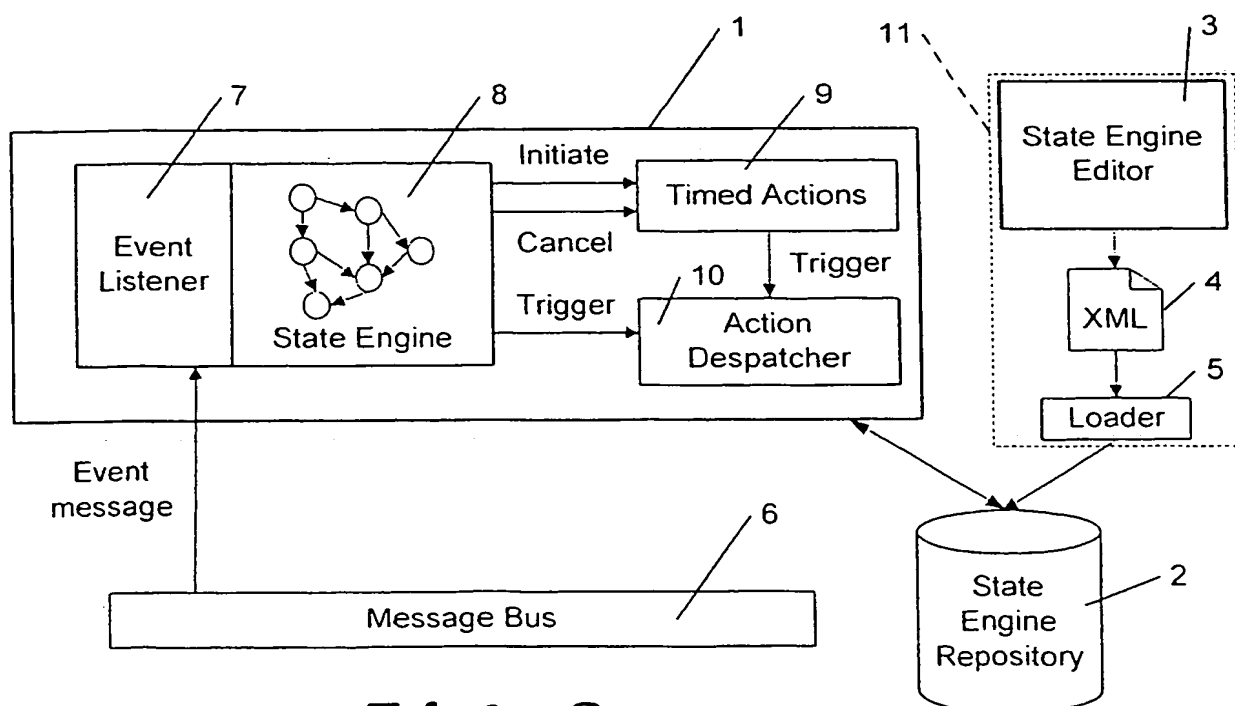 1
11
3
7
8
9
Initiate
State Engine
Editor
Timed Actions
Event
Listener
Cancel
Trigger
10
4
XML
Trigger
State Engine
Action
Despatcher
5
Loader
Event
message
6
2
Message Bus
State
Engine
Repository